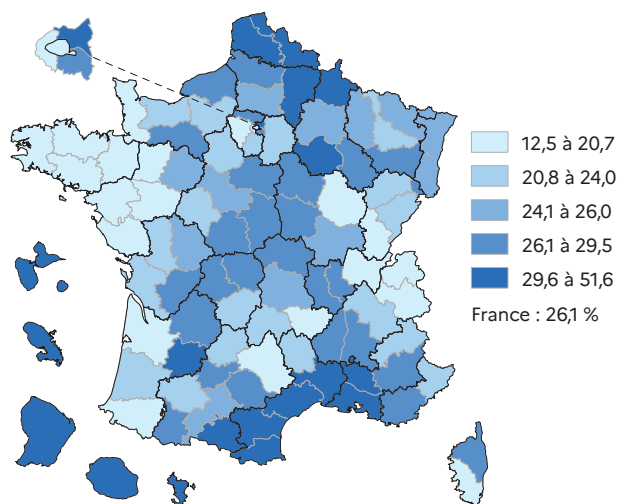 12,5 à 20,7
20,8 à 24,0
24,1 à 26,0
26,1 à 29,5
29,6 à 51,6
France : 26,1 %